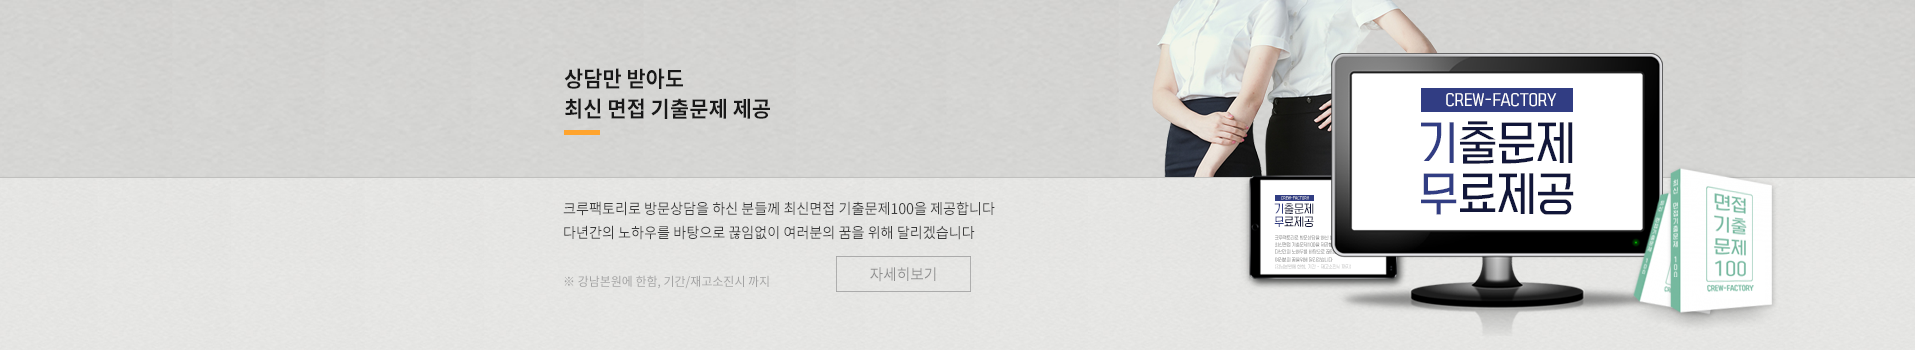 상담만 받아도
최신 면접 기출문제 제공
크루팩토리로 방문상담을 하신 분들께 최신면접 기출문제100을 제공합니다
다년간의 노하우를 바탕으로 끊임없이 여러분의 꿈을 위해 달리겠습니다
※ 강남본원에 한함, 기간/재고소진시 까지
자세히보기
CREW-FACTORY
기출문제
무료제공
CREW-FACTORY
기출문제
무료제공
최신 면접기출문제 100
면접
기출
문제
100
CREW-FACTORY